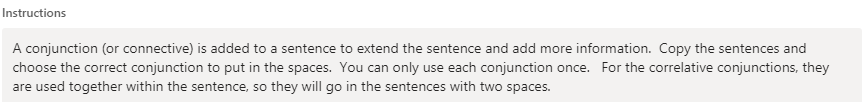 Instructions
A conjunction (or connective) is added to a sentence to extend the sentence and add more information.  Copy the sentences and
choose the correct conjunction to put in the spaces.  You can only use each conjunction once.   For the correlative conjunctions, they
are used together within the sentence, so they will go in the sentences with two spaces.